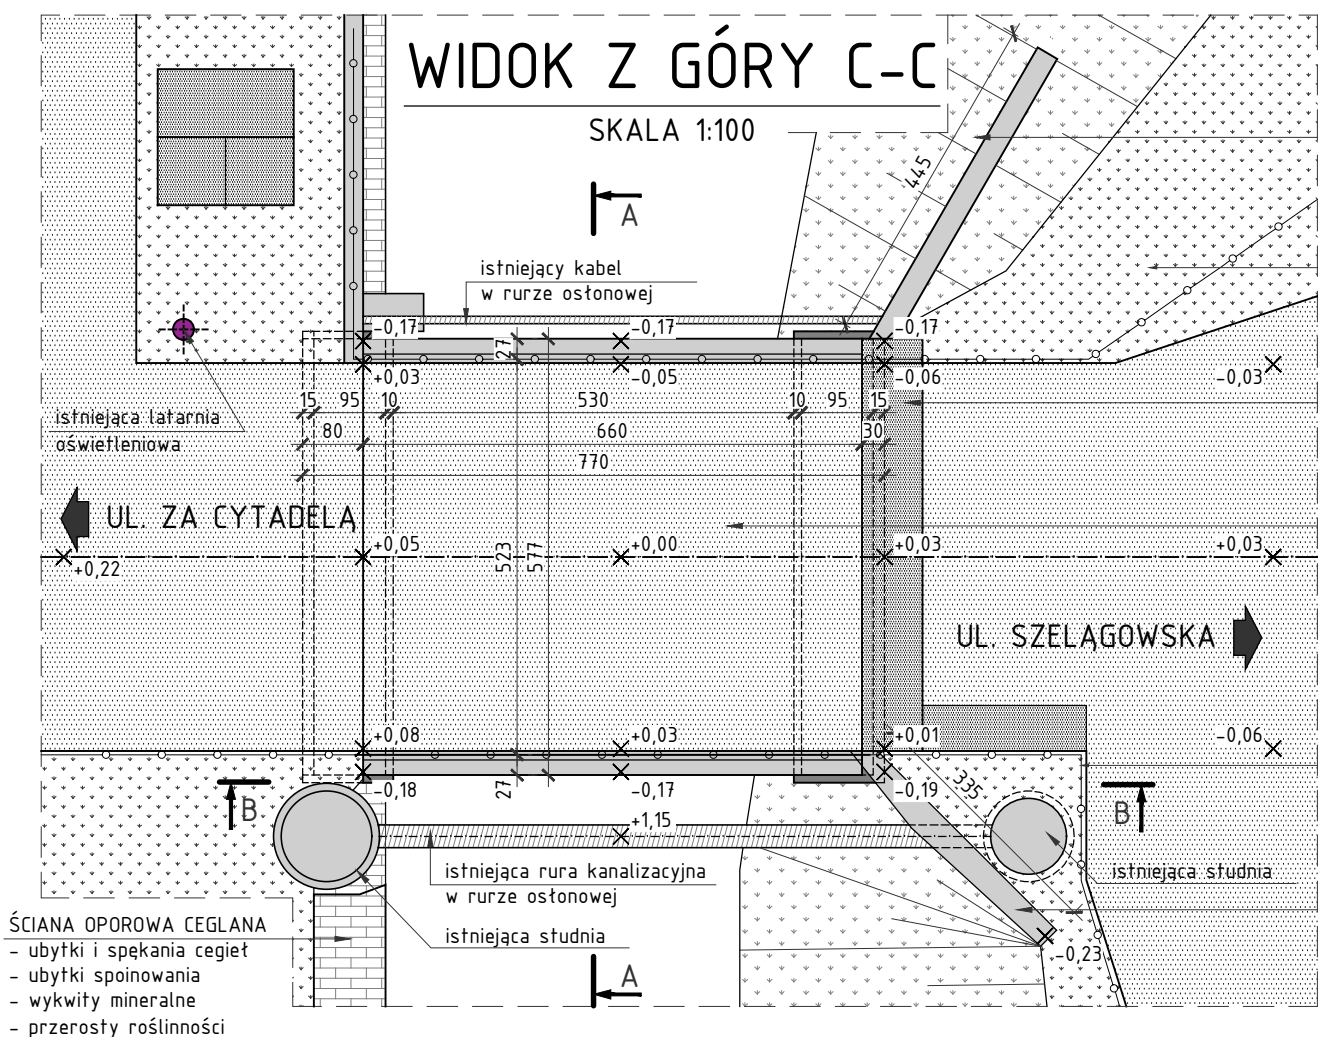 WIDOK Z GÓRY C-C
SKALA 1:100
445
A
istniejący kabel
w rurze osłonowej
-0,17
-0,17
-0,17
27
+0,03
-0,05
-0,06
-0,03
15 95 10 530 10 95 15
istniejąca latarnia
oświetleniowa
80 660 30
770
UL. ZA CYTADELĄ
+0,05
+0,00
+0,03
+0,03
523
577
+0,22
UL. SZELĄGOWSKA
+0,08
+0,03
+0,01
-0,06
-0,18
27
-0,17
-0,19
335
B
B
+1,15
istniejąca rura kanalizacyjna
w rurze osłonowej
istniejąca studnia
ŚCIANA OPOROWA CEGLANA
- ubytki i spękania cegieł
- ubytki spoinowania
- wykwity mineralne
- przerosty roślinności
istniejąca studnia
-0,23
A